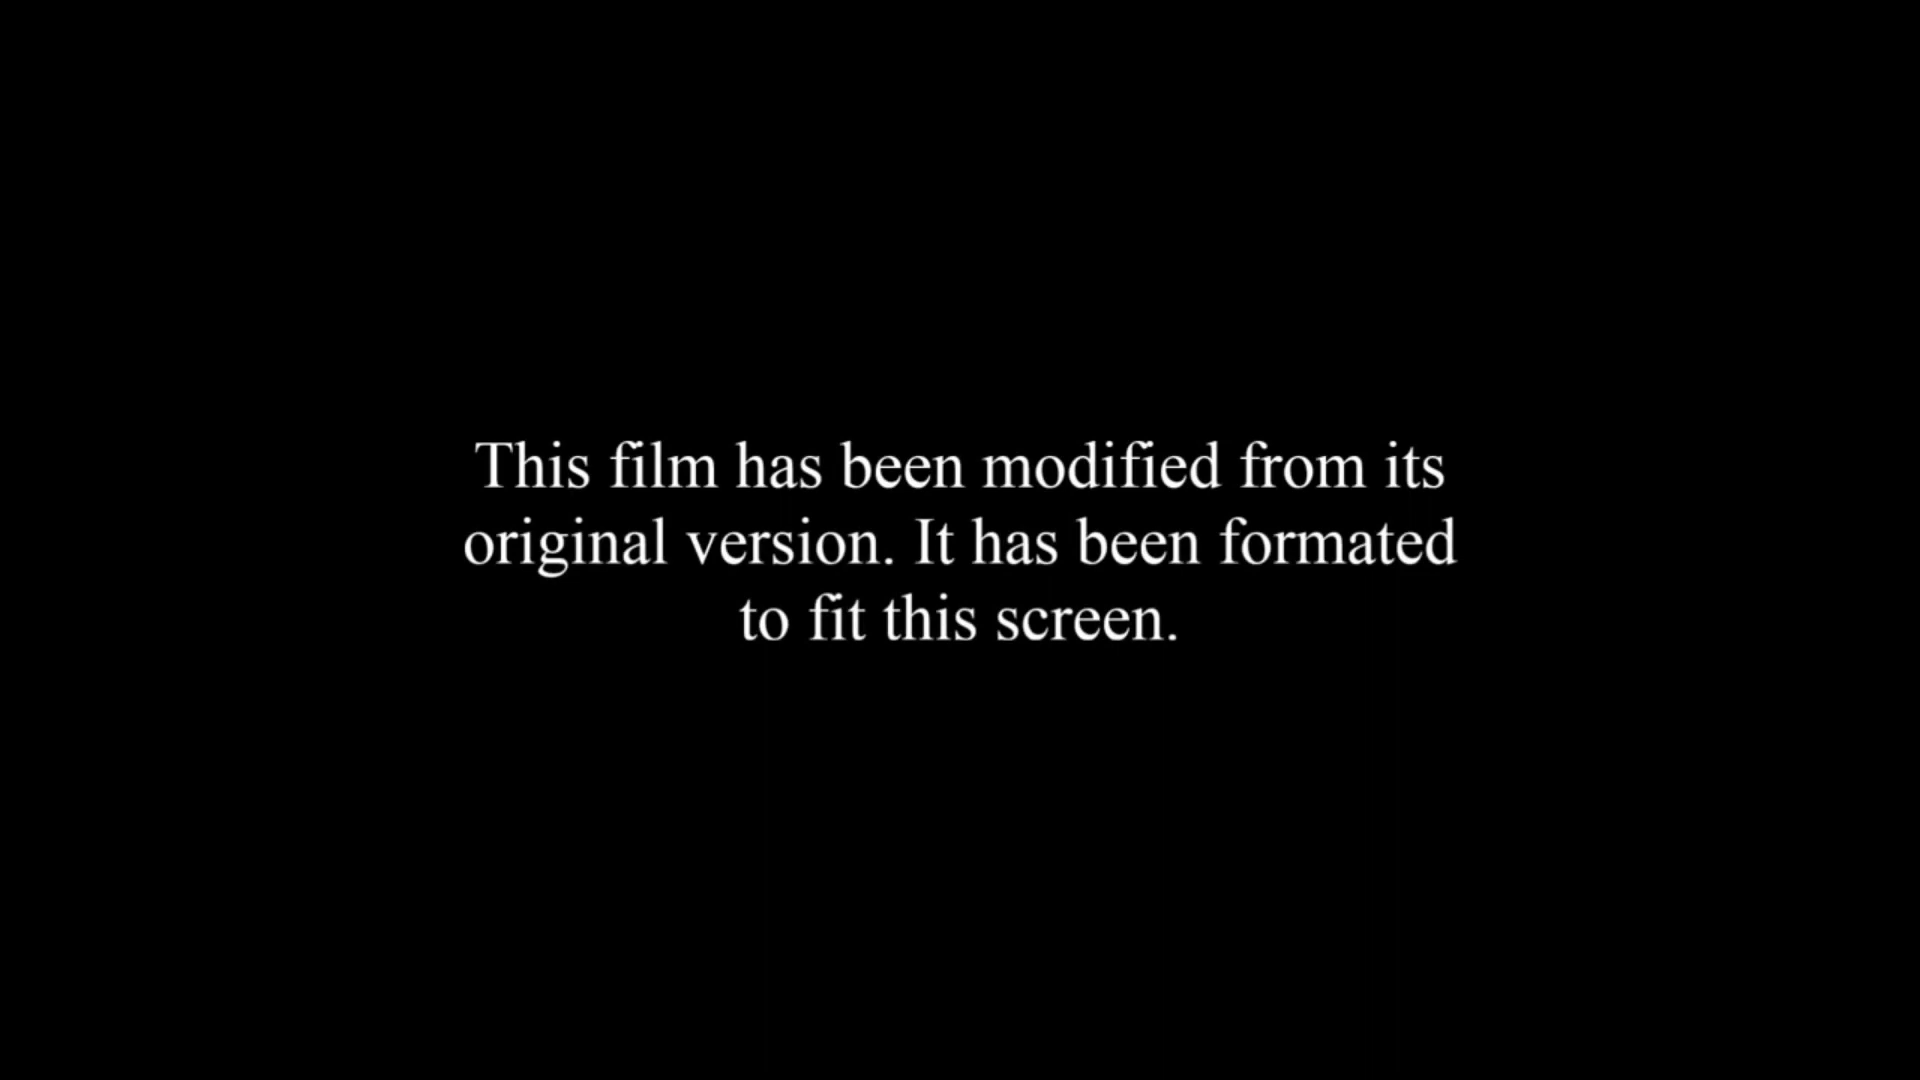 This film has been modified from its
original version. It has been formated
to fit this screen.